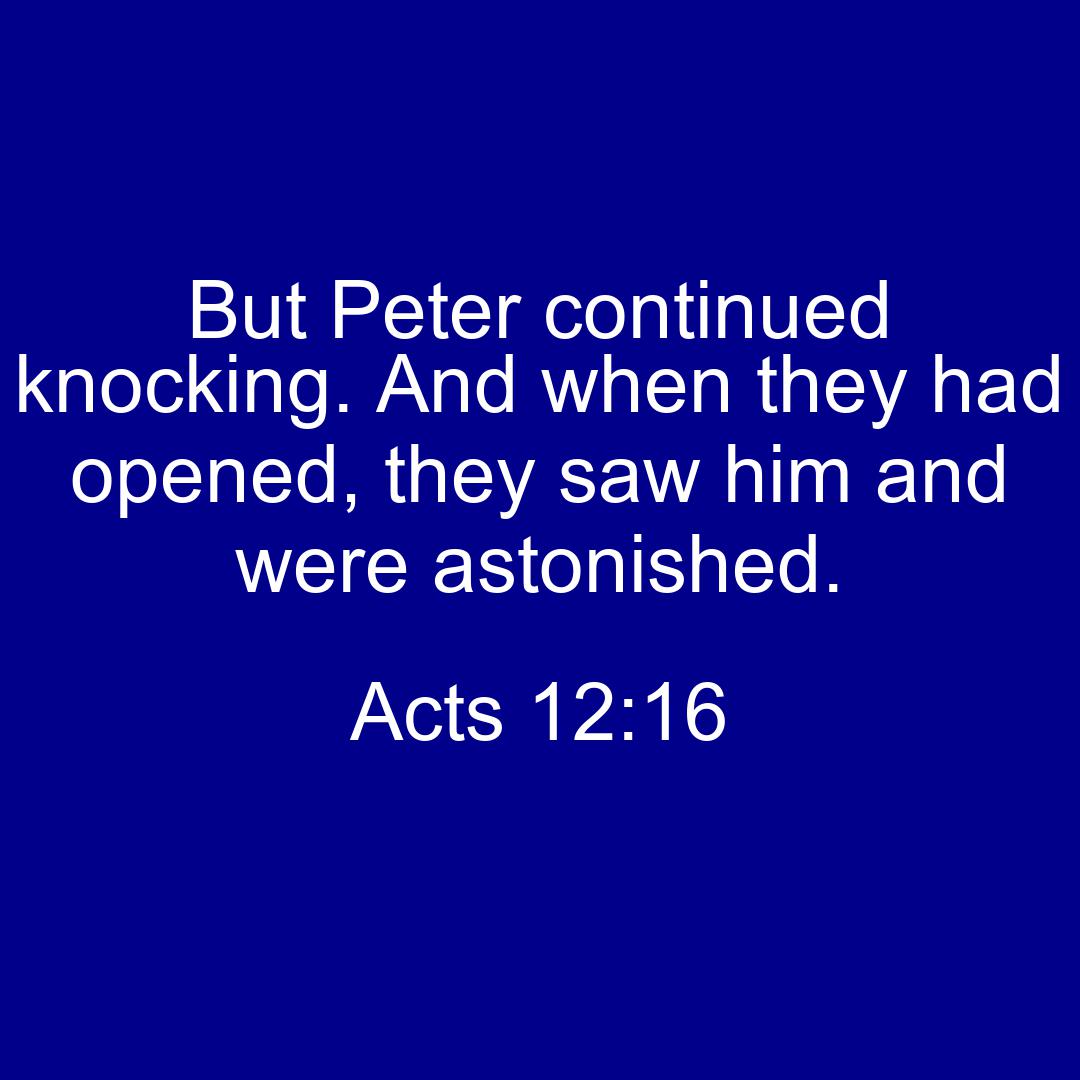 But Peter continued
knocking. And when they had
opened, they saw him and
were astonished.
Acts 12:16